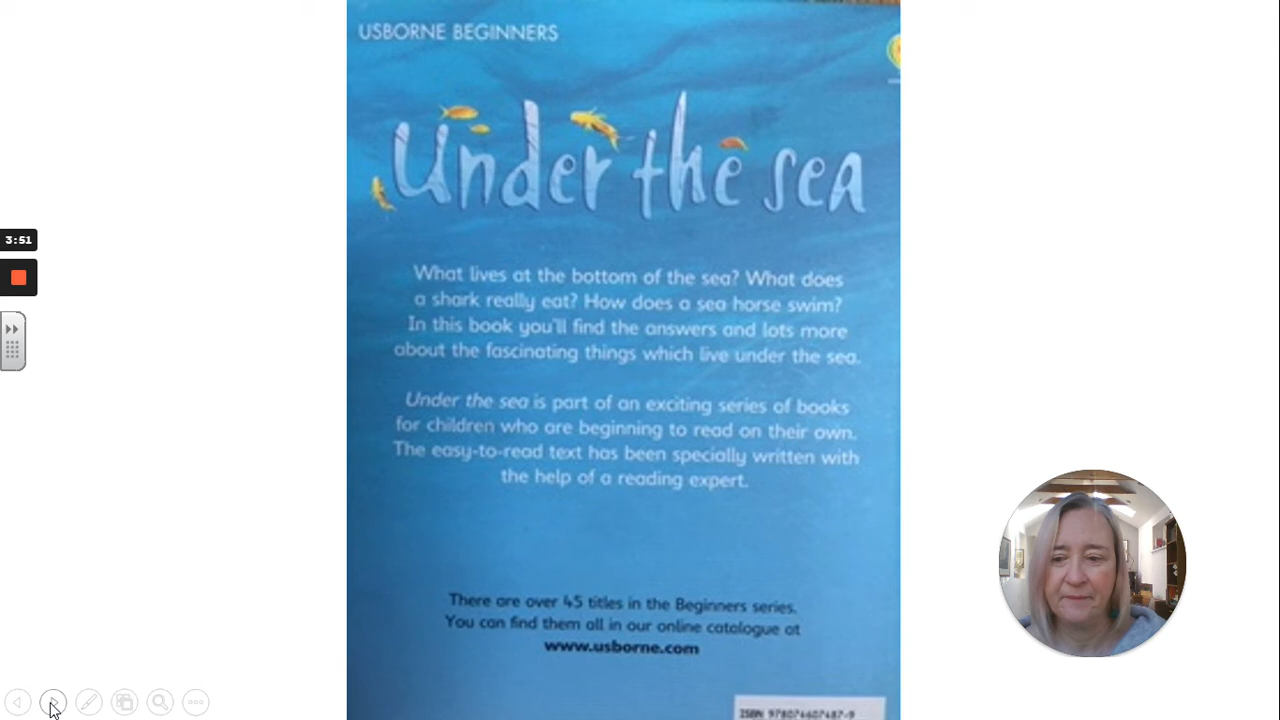 USBORNE BEGINNERS
Under the sea
3:51
What lives at the bottom of the sea? What does
a shark really eat? How does a sea horse swim?
In this book you'll find the answers and lots more
about the fascinating things which live under the sea.
Under the sea is part of an exciting series of books
for children who are beginning to read on their own.
The easy-to-read text has been specially written with
the help of a reading expert.
There are over 45 titles in the Beginners series.
You can find them all in our online catalogue at
www.usborne.com
ISBN